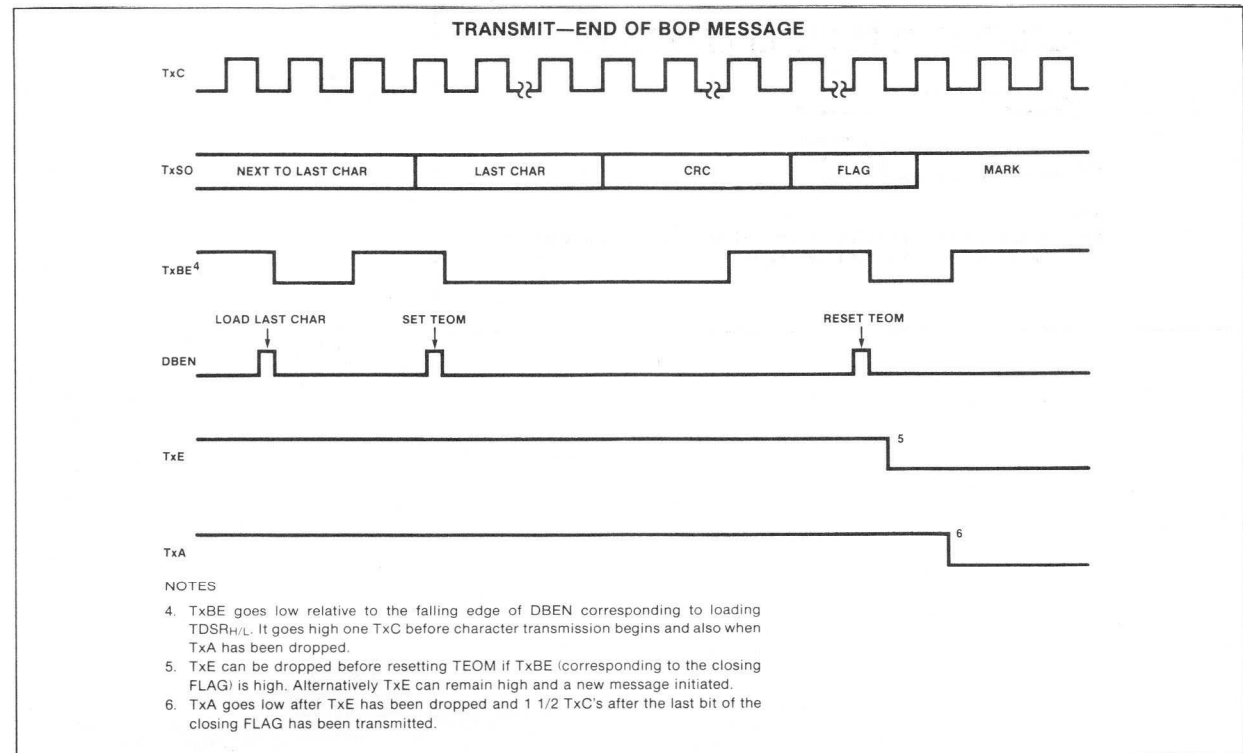 TRANSMIT—END OF BOP MESSAGE
TxC
TxSO NEXT TO LAST CHAR LAST CHAR CRC FLAG MARK
TxBE4
LOAD LAST CHAR SET TEOM RESET TEOM
DBEN
5
TxE
6
TxA
NOTES
4. TxBE goes low relative to the falling edge of DBEN corresponding to loading
TDSRH/L. It goes high one TxC before character transmission begins and also when
TxA has been dropped.
5. TxE can be dropped before resetting TEOM if TxBE (corresponding to the closing
FLAG) is high. Alternatively TxE can remain high and a new message initiated.
6. TxA goes low after TxE has been dropped and 1 1/2 TxC's after the last bit of the
closing FLAG has been transmitted.